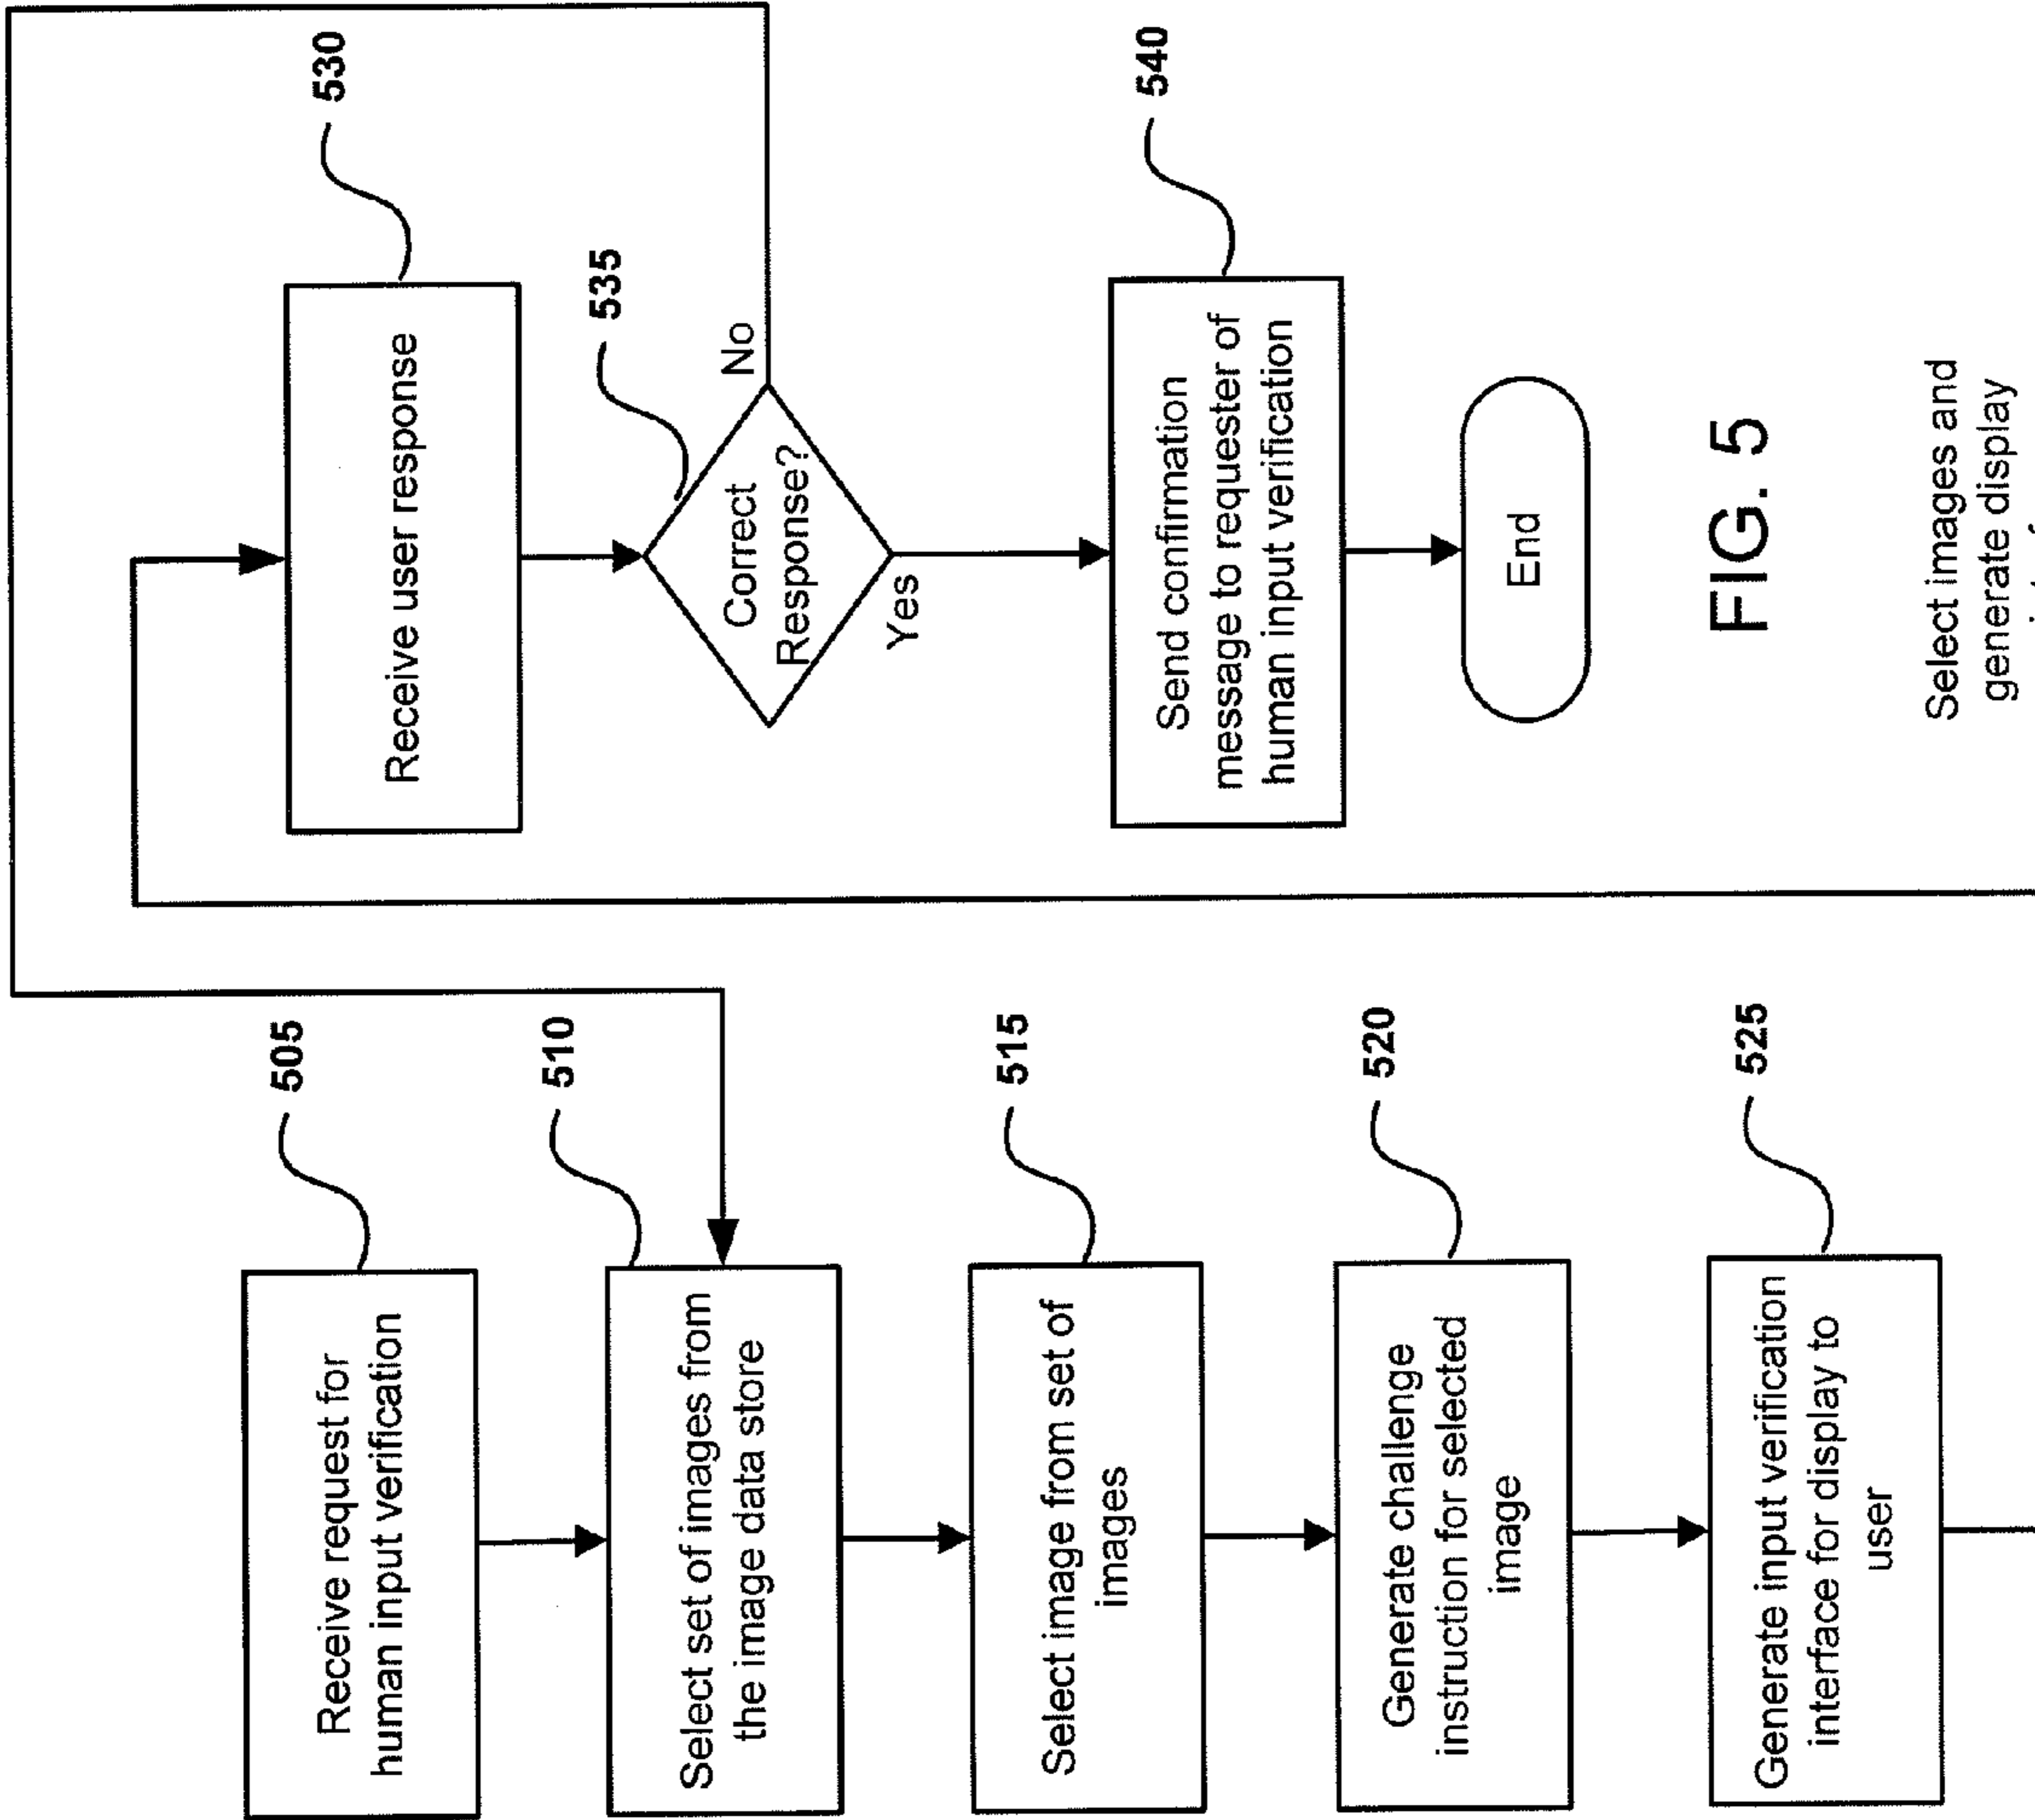 505
Receive request for
human input verification
510
Select set of images from
the image data store
515
Select image from set of
images
520
Generate challenge
instruction for selected
image
525
Generate input verification
interface for display to
user
530
Receive user response
535
Correct
Response?
No
Yes
540
Send confirmation
message to requester of
human input verification
End
FIG. 5
Select images and
generate display